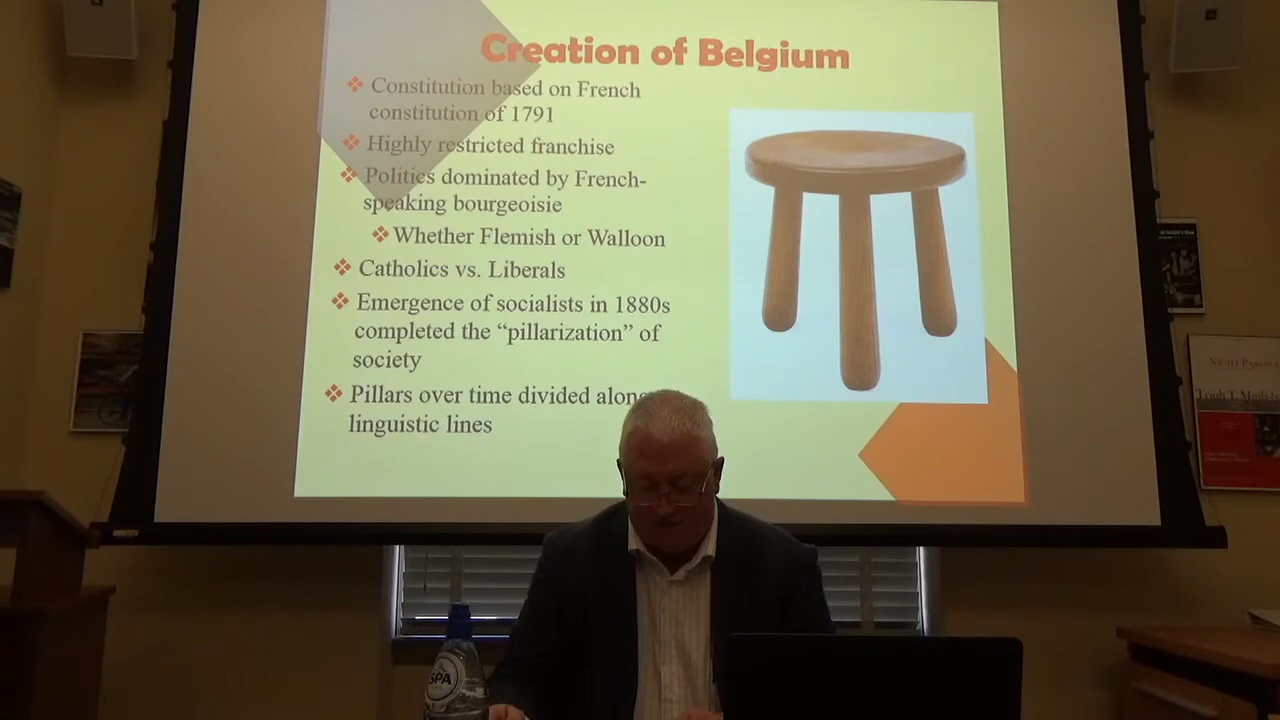 Creation of Belgium
❖ Constitution based on French
constitution of 1791
❖ Highly restricted franchise
❖ Politics dominated by French-
speaking bourgeoisie
❖ Whether Flemish or Walloon
❖ Catholics vs. Liberals
❖ Emergence of socialists in 1880s
completed the “pillarization” of
society
❖ Pillars over time divided along
linguistic lines
SPA